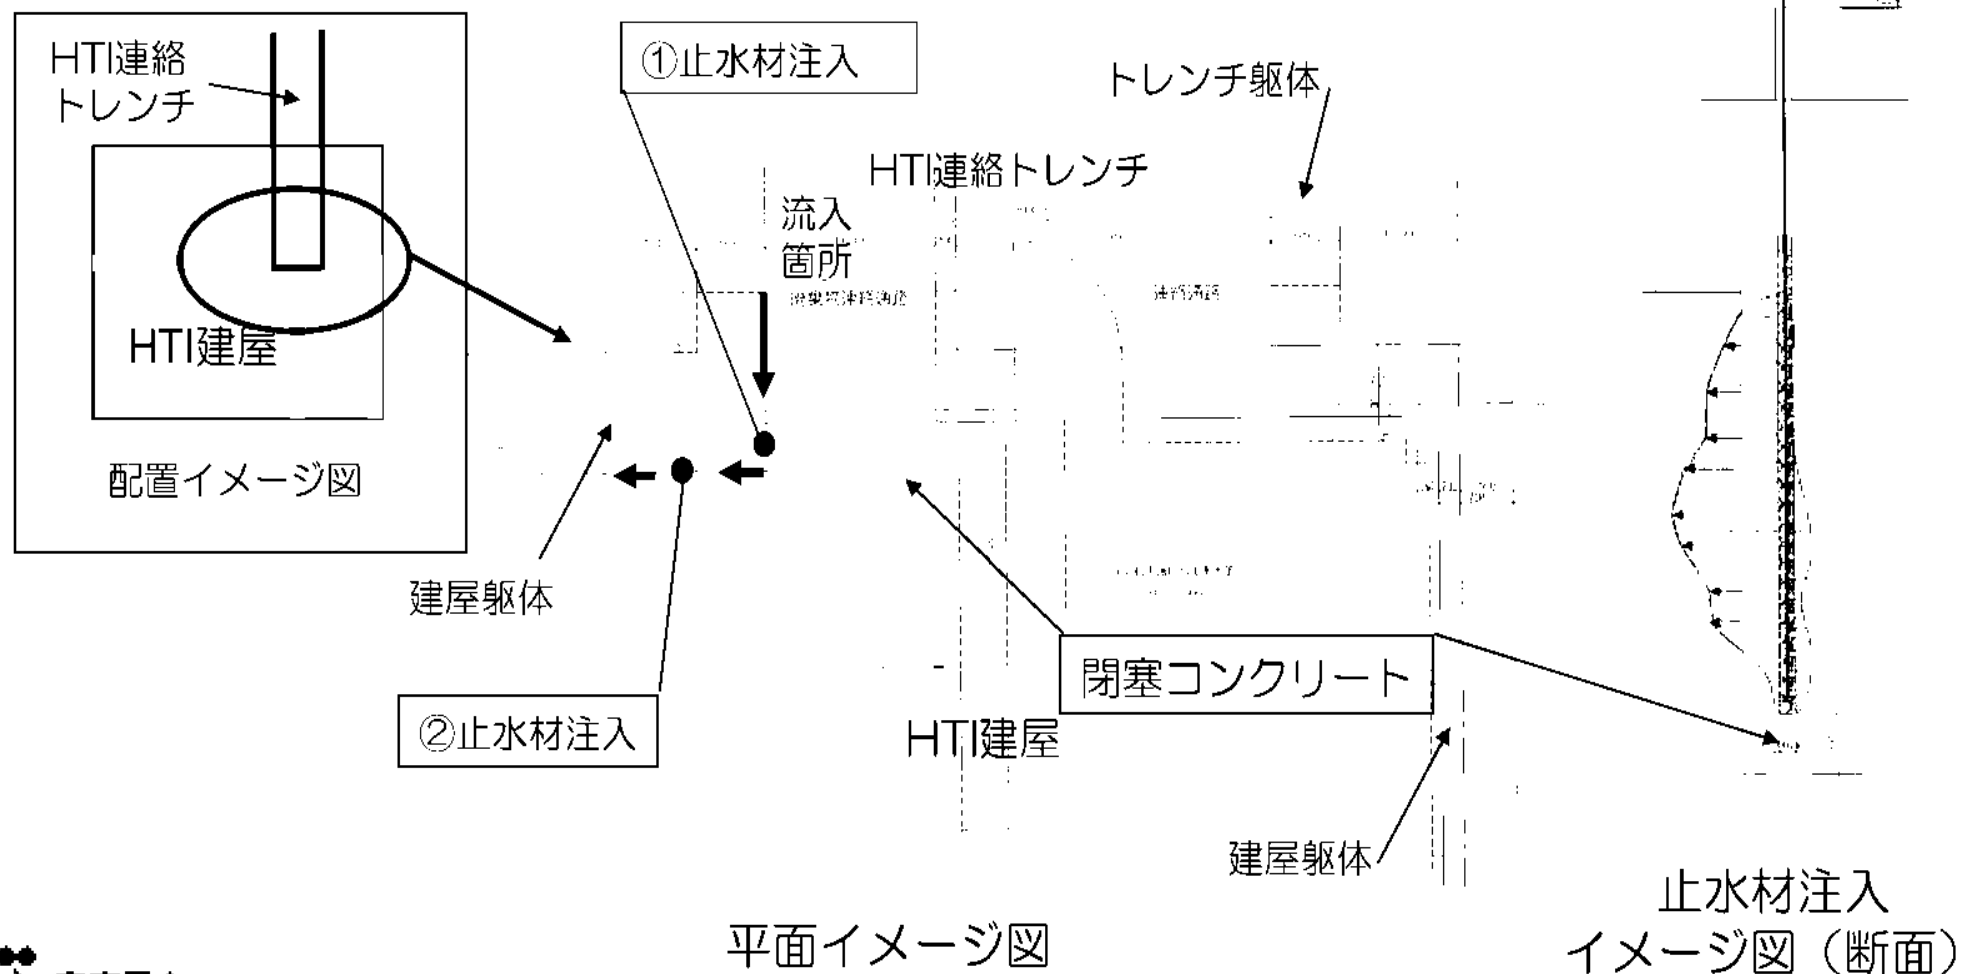 HTI連絡
トレンチ
HTI建屋
配置イメージ図
①止水材注入
トレンチ躯体
HTI連絡トレンチ
流入
箇所
連絡通路
建屋躯体
②止水材注入
閉塞コンクリート
HTI建屋
建屋躯体
平面イメージ図
止水材注入
イメージ図（断面）